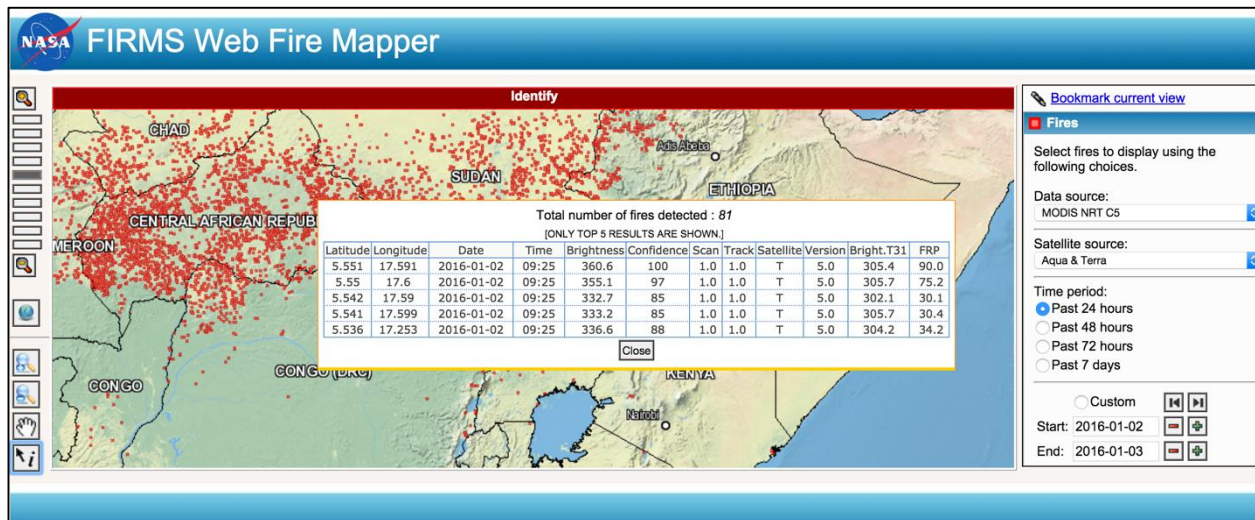 NASA
FIRMS Web Fire Mapper
Identify
CHAD
Adis Ababa
SUDAN
ETHIOPIA
CENTRAL AFRICAN REPUB
MEROON
CONGO
CONGO (DRC)
KENYA
Nairobi
Total number of fires detected : 81
[ONLY TOP 5 RESULTS ARE SHOWN.]
Latitude Longitude Date Time Brightness Confidence Scan Track Satellite Version Bright.T31 FRP
5.551 17.591 2016-01-02 09:25 360.6 100 1.0 1.0 T 5.0 305.4 90.0
5.55 17.6 2016-01-02 09:25 355.1 97 1.0 1.0 T 5.0 305.7 75.2
5.542 17.59 2016-01-02 09:25 332.7 85 1.0 1.0 T 5.0 302.1 30.1
5.541 17.599 2016-01-02 09:25 333.2 85 1.0 1.0 T 5.0 305.7 30.4
5.536 17.253 2016-01-02 09:25 336.6 88 1.0 1.0 T 5.0 304.2 34.2
Close
Bookmark current view
Fires
Select fires to display using the
following choices.
Data source:
MODIS NRT C5
Satellite source:
Aqua & Terra
Time period:
Past 24 hours
Past 48 hours
Past 72 hours
Past 7 days
Custom
Start: 2016-01-02
End: 2016-01-03
i